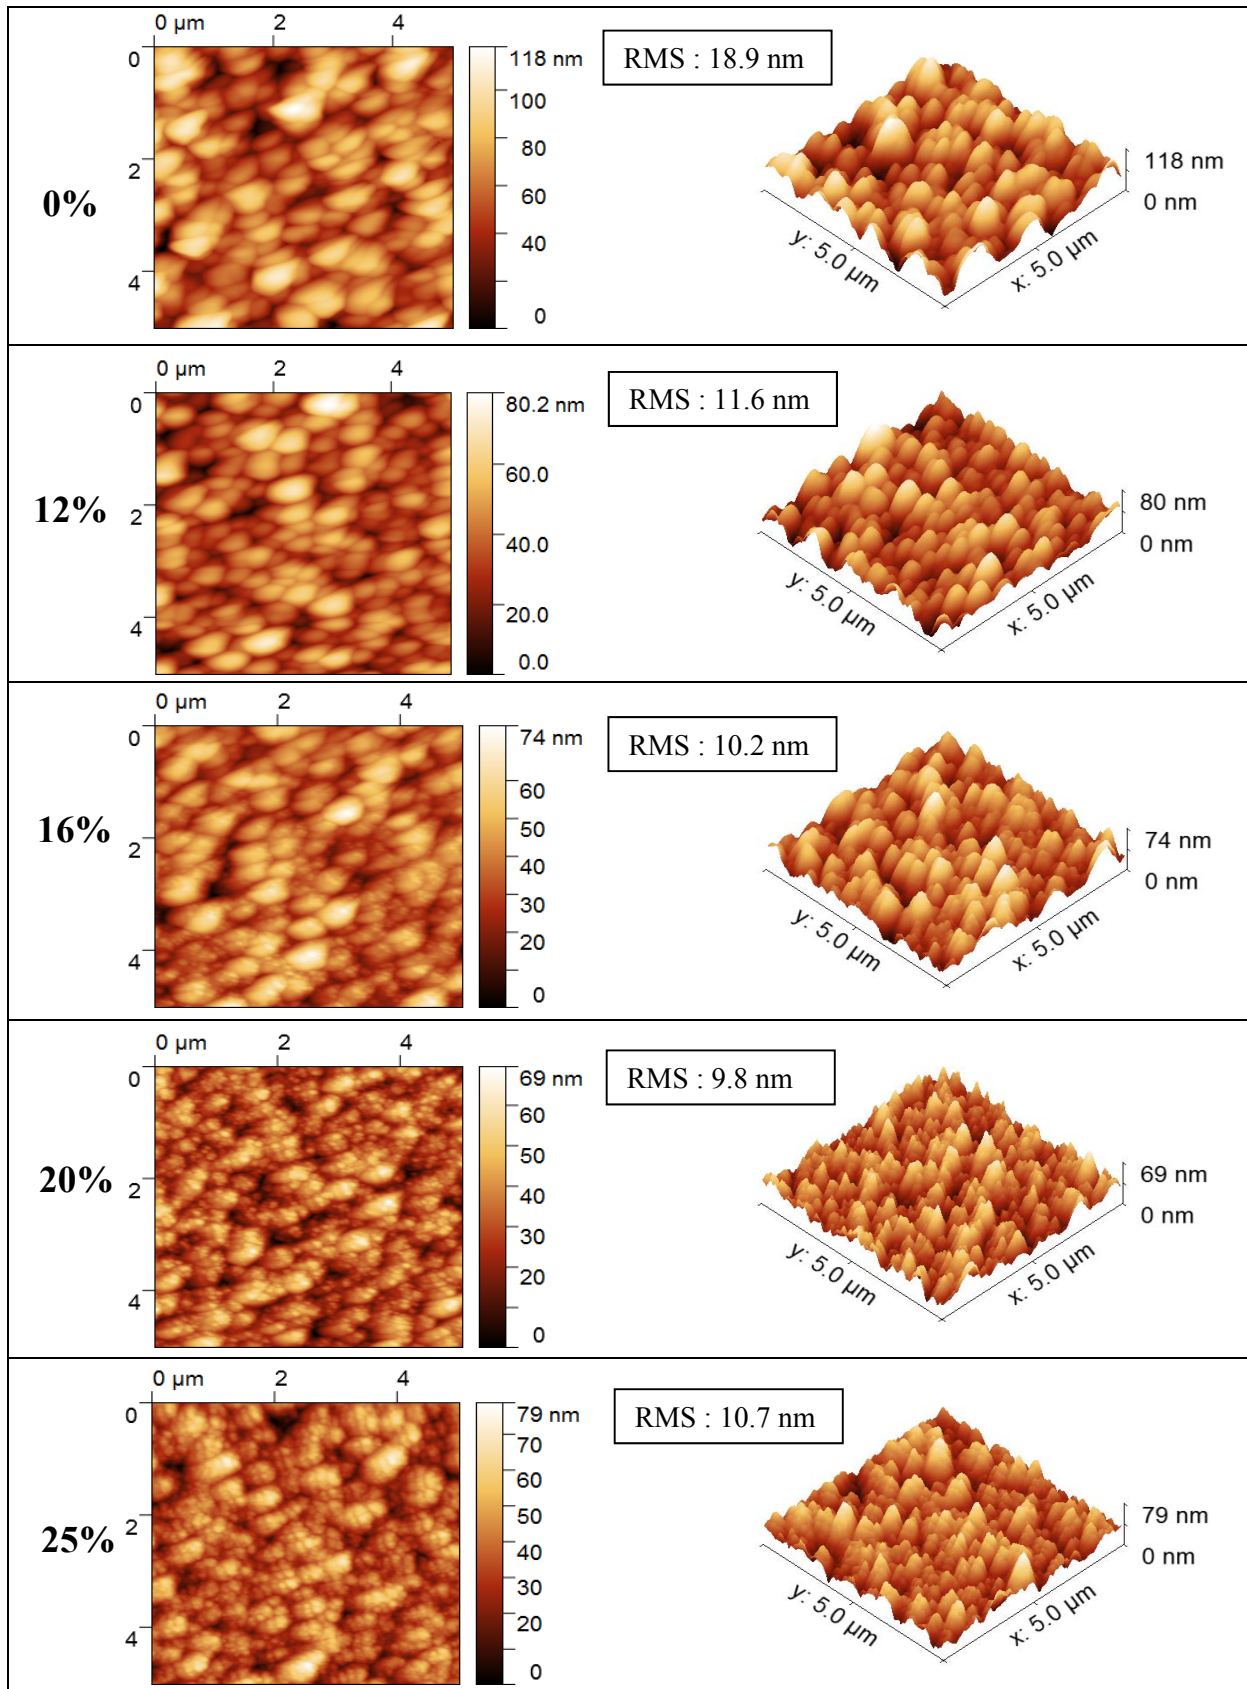 0 µm 2 4
0
2
4
0%
118 nm
100
80
60
40
0
RMS : 18.9 nm
118 nm
0 nm
y: 5.0 µm
x: 5.0 µm
0 µm 2 4
0
2
4
12%
80.2 nm
60.0
40.0
20.0
0.0
RMS : 11.6 nm
80 nm
0 nm
y: 5.0 µm
x: 5.0 µm
0 µm 2 4
0
2
4
16%
74 nm
60
50
40
30
20
0
RMS : 10.2 nm
74 nm
0 nm
y: 5.0 µm
x: 5.0 µm
0 µm 2 4
0
2
4
20%
69 nm
60
50
40
30
20
0
RMS : 9.8 nm
69 nm
0 nm
y: 5.0 µm
x: 5.0 µm
0 µm 2 4
0
2
4
25%
79 nm
70
60
50
40
30
20
0
RMS : 10.7 nm
79 nm
0 nm
y: 5.0 µm
x: 5.0 µm